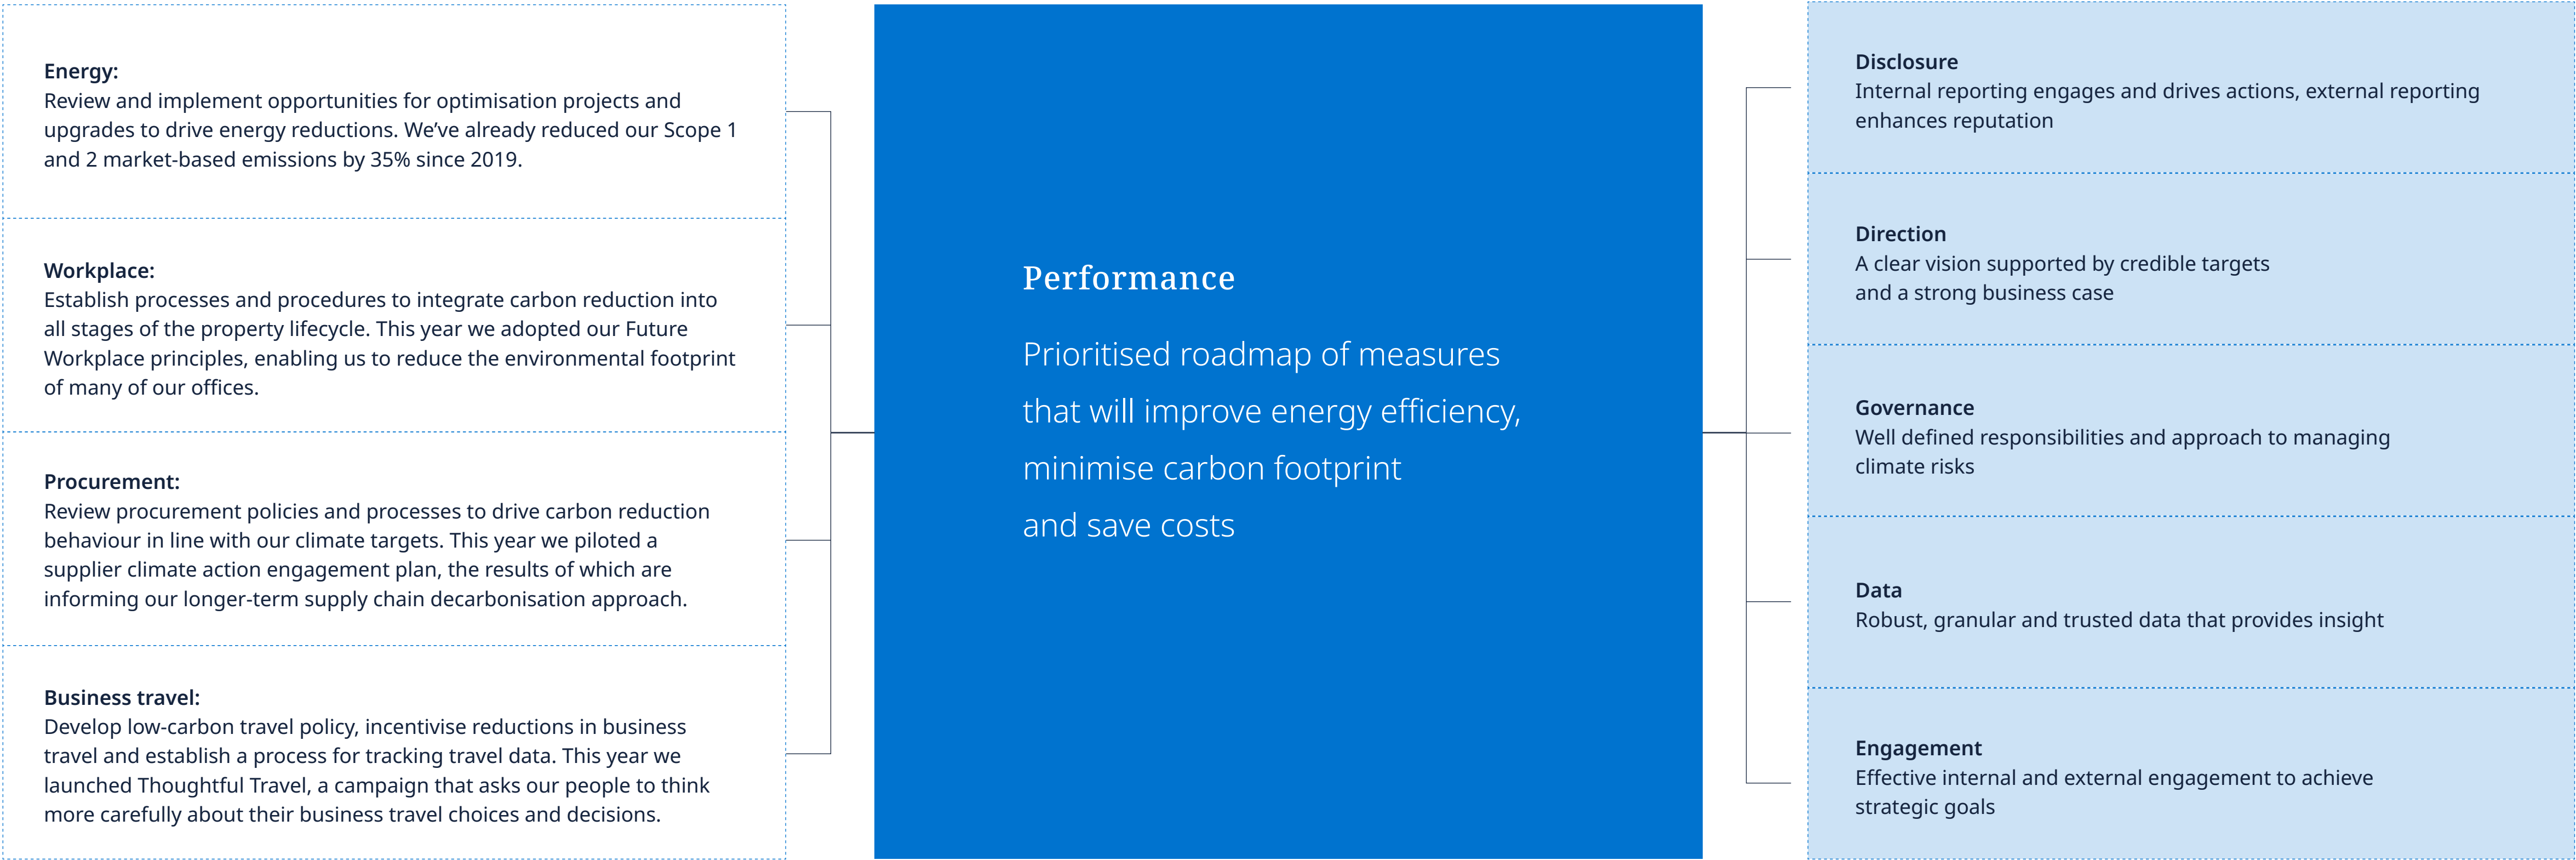 Energy:
Review and implement opportunities for optimisation projects and
upgrades to drive energy reductions. We’ve already reduced our Scope 1
and 2 market-based emissions by 35% since 2019.
Workplace:
Establish processes and procedures to integrate carbon reduction into
all stages of the property lifecycle. This year we adopted our Future
Workplace principles, enabling us to reduce the environmental footprint
of many of our offices.
Procurement:
Review procurement policies and processes to drive carbon reduction
behaviour in line with our climate targets. This year we piloted a
supplier climate action engagement plan, the results of which are
informing our longer-term supply chain decarbonisation approach.
Business travel:
Develop low-carbon travel policy, incentivise reductions in business
travel and establish a process for tracking travel data. This year we
launched Thoughtful Travel, a campaign that asks our people to think
more carefully about their business travel choices and decisions.
Performance
Prioritised roadmap of measures
that will improve energy efficiency,
minimise carbon footprint
and save costs
Disclosure
Internal reporting engages and drives actions, external reporting
enhances reputation
Direction
A clear vision supported by credible targets
and a strong business case
Governance
Well defined responsibilities and approach to managing
climate risks
Data
Robust, granular and trusted data that provides insight
Engagement
Effective internal and external engagement to achieve
strategic goals